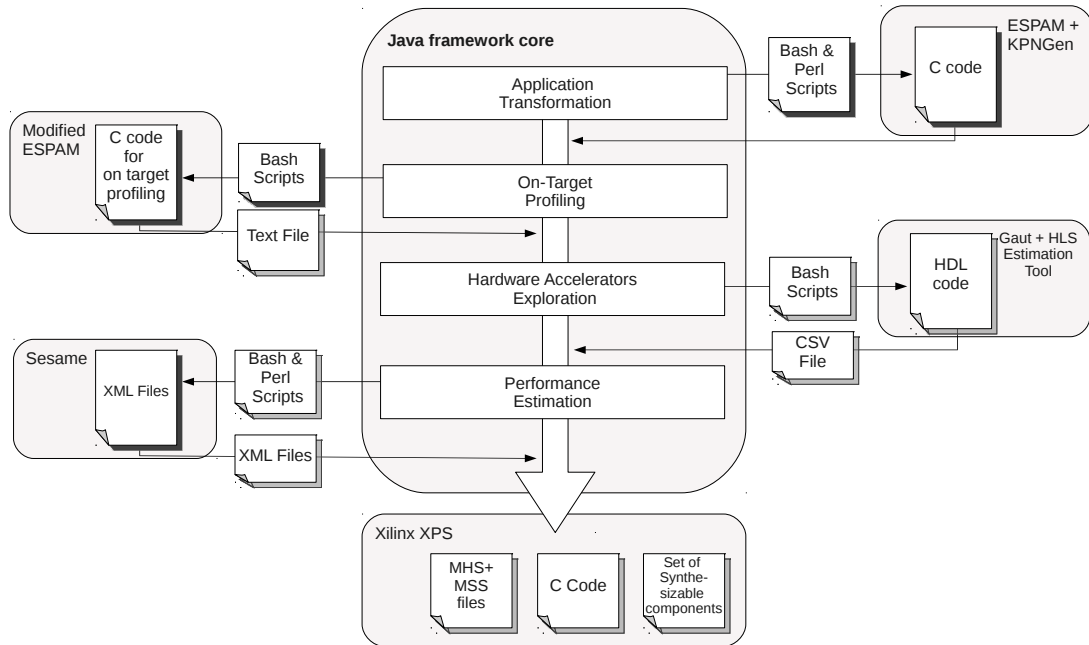 Java framework core
Application
Transformation
Bash &
Perl
Scripts
ESPAM +
KPNGen
C code
Modified
ESPAM
C code
for
on target
profiling
Bash
Scripts
On-Target
Profiling
Text File
Hardware Accelerators
Exploration
Bash
Scripts
Gaut + HLS
Estimation
Tool
HDL
code
CSV
File
Sesame
XML Files
Bash &
Perl
Scripts
Performance
Estimation
XML Files
Xilinx XPS
MHS+
MSS
files
C Code
Set of
Synthe-
sizable
components